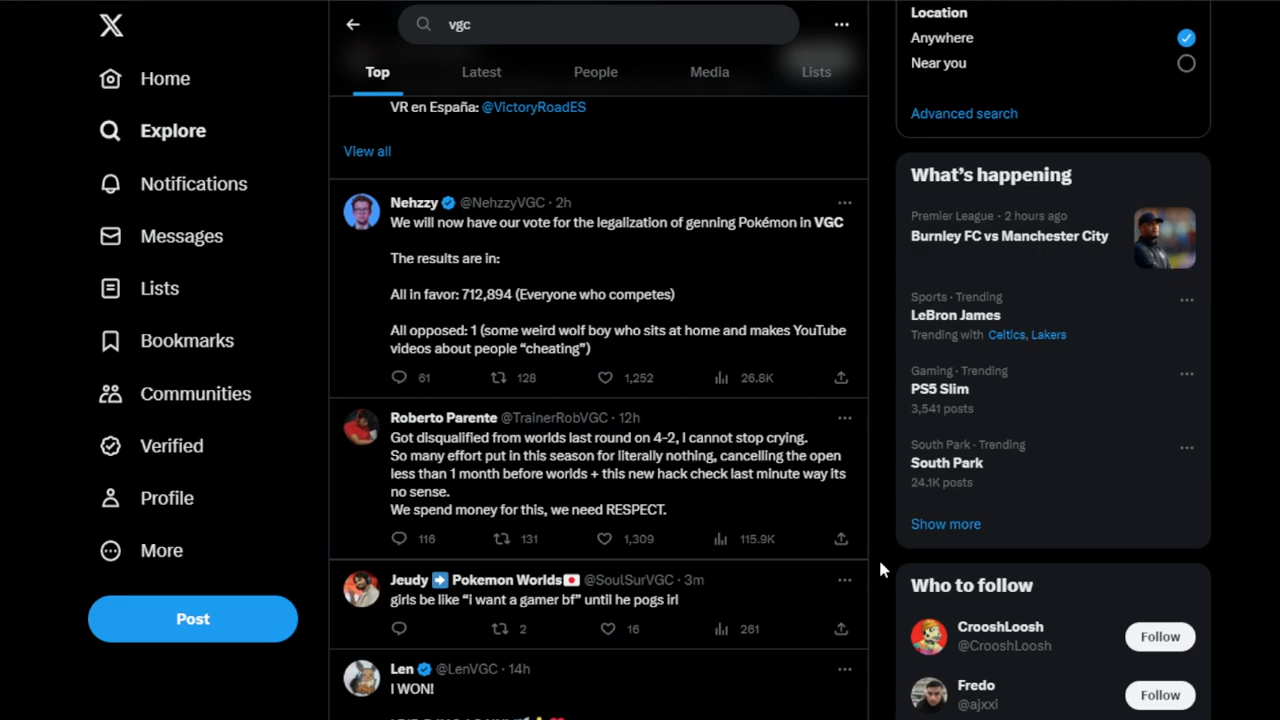 Home
Explore
Notifications
Messages
Lists
Bookmarks
Communities
Verified
Profile
More
Post
vgc
Top Latest People Media Lists
VR en España: @VictoryRoadES
View all
Nehzzy @NehzzyVGC · 2h
We will now have our vote for the legalization of genning Pokémon in VGC
The results are in:
All in favor: 712,894 (Everyone who competes)
All opposed: 1 (some weird wolf boy who sits at home and makes YouTube
videos about people “cheating”)
61 128 1,252 26.8K
Roberto Parente @TrainerRobVGC · 12h
Got disqualified from worlds last round on 4-2, I cannot stop crying.
So many effort put in this season for literally nothing, cancelling the open
less than 1 month before worlds + this new hack check last minute way its
no sense.
We spend money for this, we need RESPECT.
116 131 1,309 115.9K
Jeudy ➡️ Pokemon Worlds🇯🇵 @SoulSurVGC · 3m
girls be like “i want a gamer bf” until he pogs irl
2 16 261
Len @LenVGC · 14h
I WON!
Location
Anywhere
Near you
Advanced search
What’s happening
Premier League · 2 hours ago
Burnley FC vs Manchester City
Sports · Trending
LeBron James
Trending with Celtics, Lakers
Gaming · Trending
PS5 Slim
3,541 posts
South Park · Trending
South Park
24.1K posts
Show more
Who to follow
CrooshLoosh
@CrooshLoosh
Follow
Fredo
@ajxxi
Follow